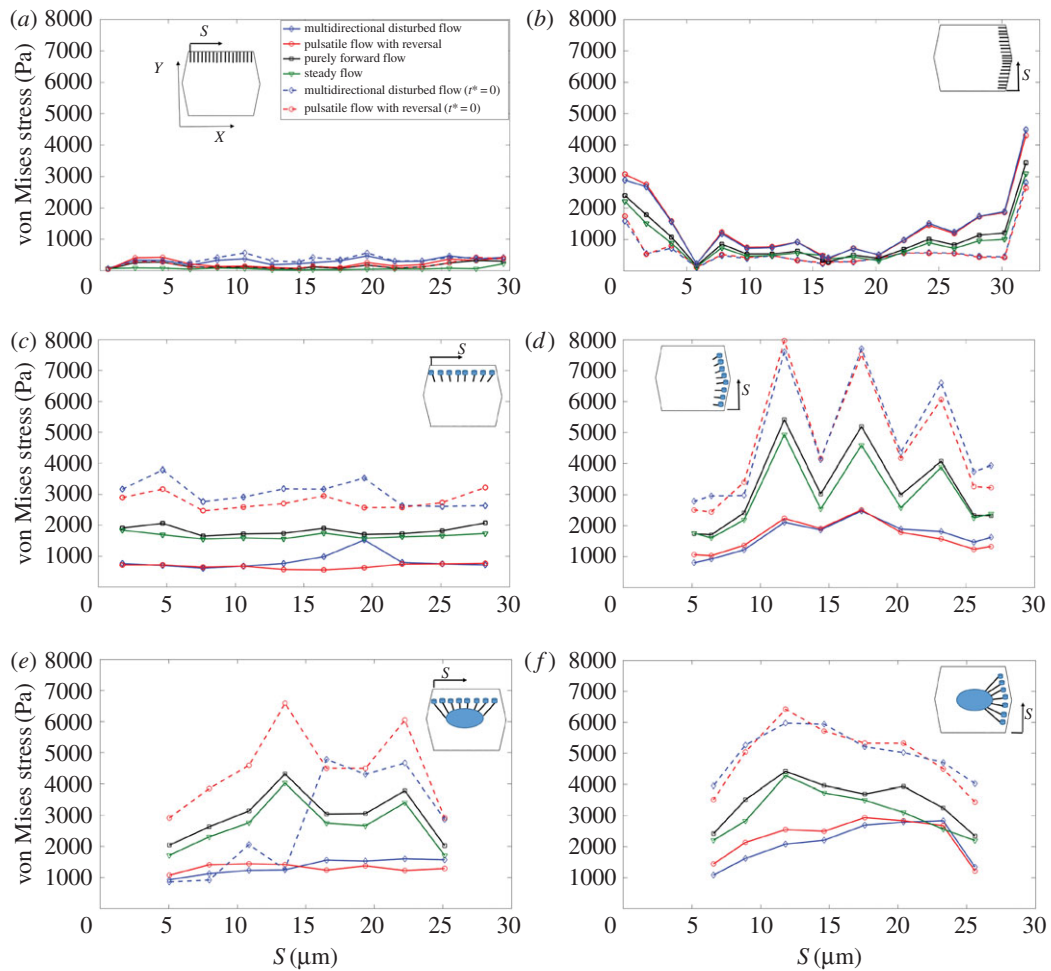 (a)
8000
7000
6000
5000
4000
3000
2000
1000
0
von Mises stress (Pa)
S
Y
X
multidirectional disturbed flow
pulsatile flow with reversal
purely forward flow
steady flow
multidirectional disturbed flow (t* = 0)
pulsatile flow with reversal (t* = 0)
5 10 15 20 25 30
(b)
8000
7000
6000
5000
4000
3000
2000
1000
0
S
5 10 15 20 25 30
(c)
8000
7000
6000
5000
4000
3000
2000
1000
0
von Mises stress (Pa)
S
5 10 15 20 25 30
(d)
8000
7000
6000
5000
4000
3000
2000
1000
0
S
5 10 15 20 25 30
(e)
8000
7000
6000
5000
4000
3000
2000
1000
0
von Mises stress (Pa)
S
5 10 15 20 25 30
S (μm)
(f)
8000
7000
6000
5000
4000
3000
2000
1000
0
S
5 10 15 20 25 30
S (μm)